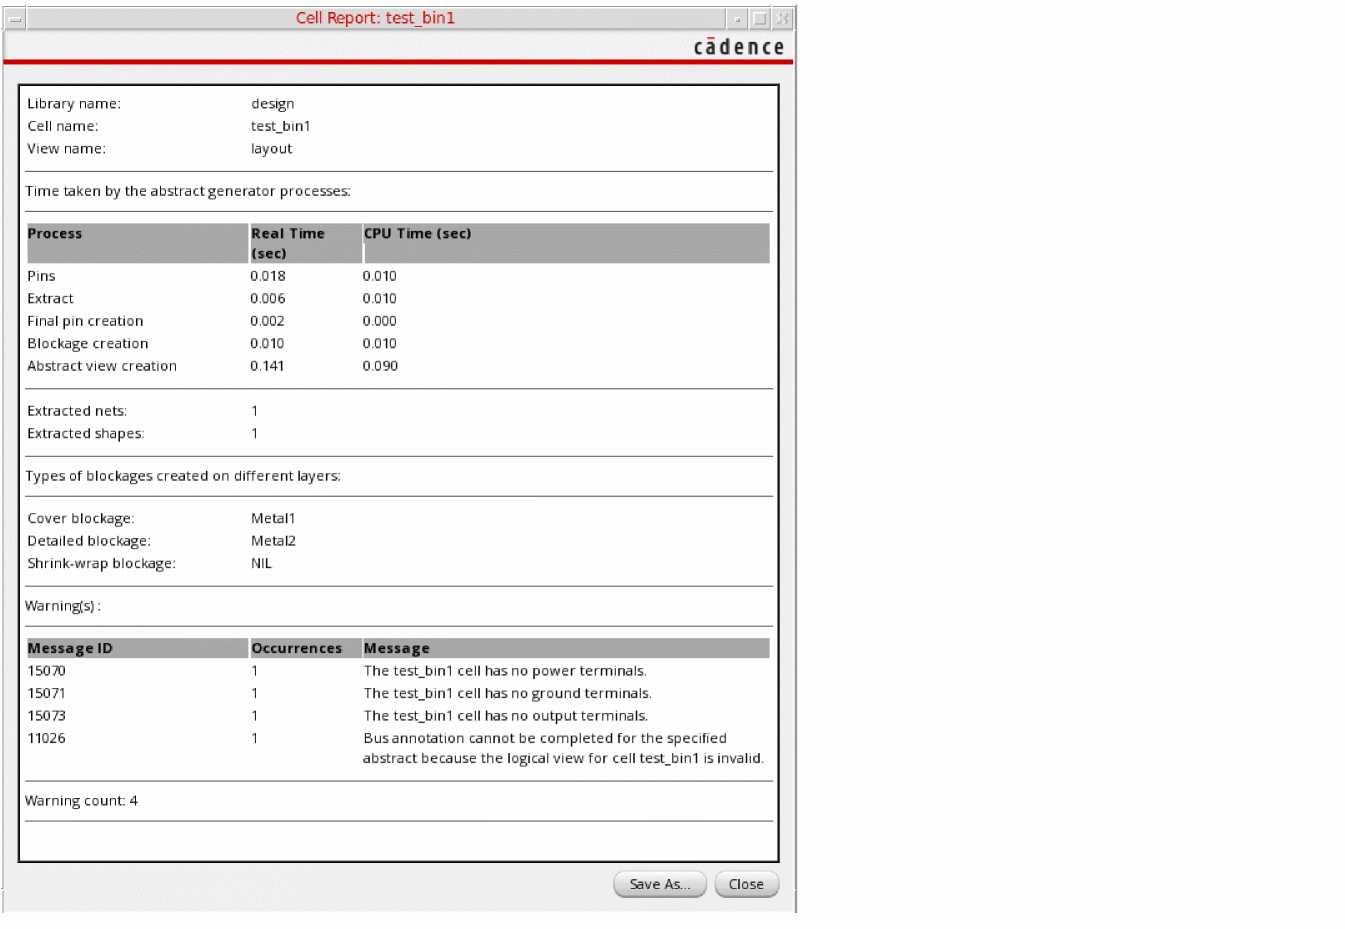 Cell Report: test_bin1
cādence
Library name: design
Cell name: test_bin1
View name: layout
Time taken by the abstract generator processes:
Process Real Time (sec) CPU Time (sec)
Pins 0.018 0.010
Extract 0.006 0.010
Final pin creation 0.002 0.000
Blockage creation 0.010 0.010
Abstract view creation 0.141 0.090
Extracted nets: 1
Extracted shapes: 1
Types of blockages created on different layers:
Cover blockage: Metal1
Detailed blockage: Metal2
Shrink-wrap blockage: NIL
Warning(s) :
Message ID Occurrences Message
15070 1 The test_bin1 cell has no power terminals.
15071 1 The test_bin1 cell has no ground terminals.
15073 1 The test_bin1 cell has no output terminals.
11026 1 Bus annotation cannot be completed for the specified
abstract because the logical view for cell test_bin1 is invalid.
Warning count: 4
Save As... Close